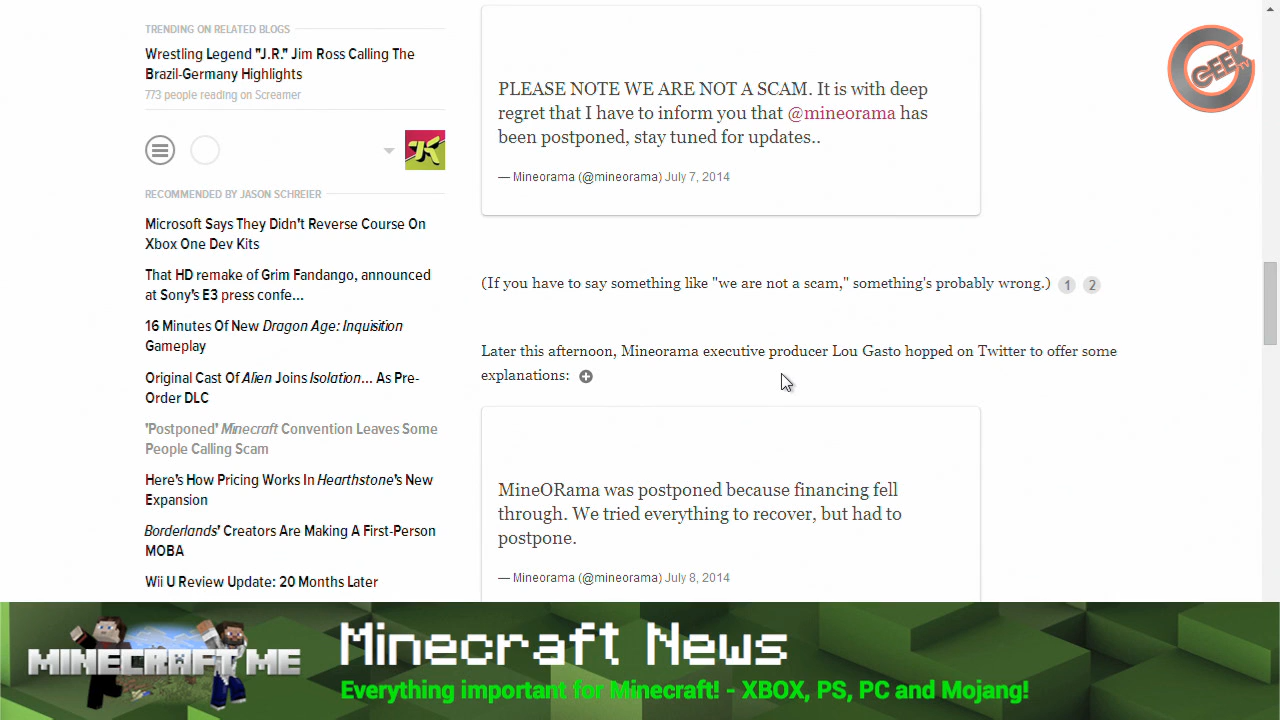 TRENDING ON RELATED BLOGS
Wrestling Legend "J.R." Jim Ross Calling The
Brazil-Germany Highlights
773 people reading on Screamer
RECOMMENDED BY JASON SCHREIER
Microsoft Says They Didn't Reverse Course On
Xbox One Dev Kits
That HD remake of Grim Fandango, announced
at Sony's E3 press confe...
16 Minutes Of New Dragon Age: Inquisition
Gameplay
Original Cast Of Alien Joins Isolation... As Pre-
Order DLC
'Postponed' Minecraft Convention Leaves Some
People Calling Scam
Here's How Pricing Works In Hearthstone's New
Expansion
Borderlands' Creators Are Making A First-Person
MOBA
Wii U Review Update: 20 Months Later
PLEASE NOTE WE ARE NOT A SCAM. It is with deep
regret that I have to inform you that @mineorama has
been postponed, stay tuned for updates..
— Mineorama (@mineorama) July 7, 2014
(If you have to say something like "we are not a scam," something's probably wrong.) 1 2
Later this afternoon, Mineorama executive producer Lou Gasto hopped on Twitter to offer some
explanations:
MineORama was postponed because financing fell
through. We tried everything to recover, but had to
postpone.
— Mineorama (@mineorama) July 8, 2014
GEEK TV
MINECRAFT ME
Minecraft News
Everything important for Minecraft! - XBOX, PS, PC and Mojang!